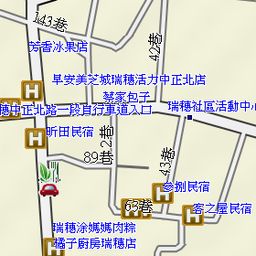 143巷
芳香冰果店
42巷
早安美芝城瑞穗活力中正北店
蔡家包子
穗中正北路一段自行車道入口
瑞穗社區活動中心
昕田民宿
2巷
89巷
43巷
參捌民宿
63巷
客之屋民宿
瑞穗涂媽媽肉粽
橘子廚房瑞穗店